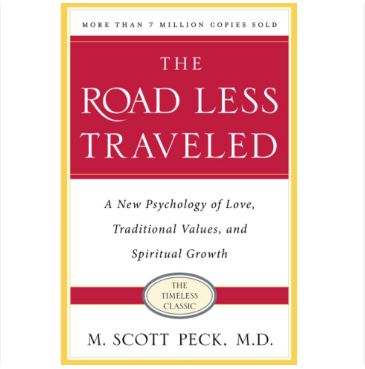 MORE THAN 7 MILLION COPIES SOLD
THE
ROAD LESS
TRAVELED
A New Psychology of Love,
Traditional Values, and
Spiritual Growth
THE
TIMELESS
CLASSIC
M. SCOTT PECK, M.D.